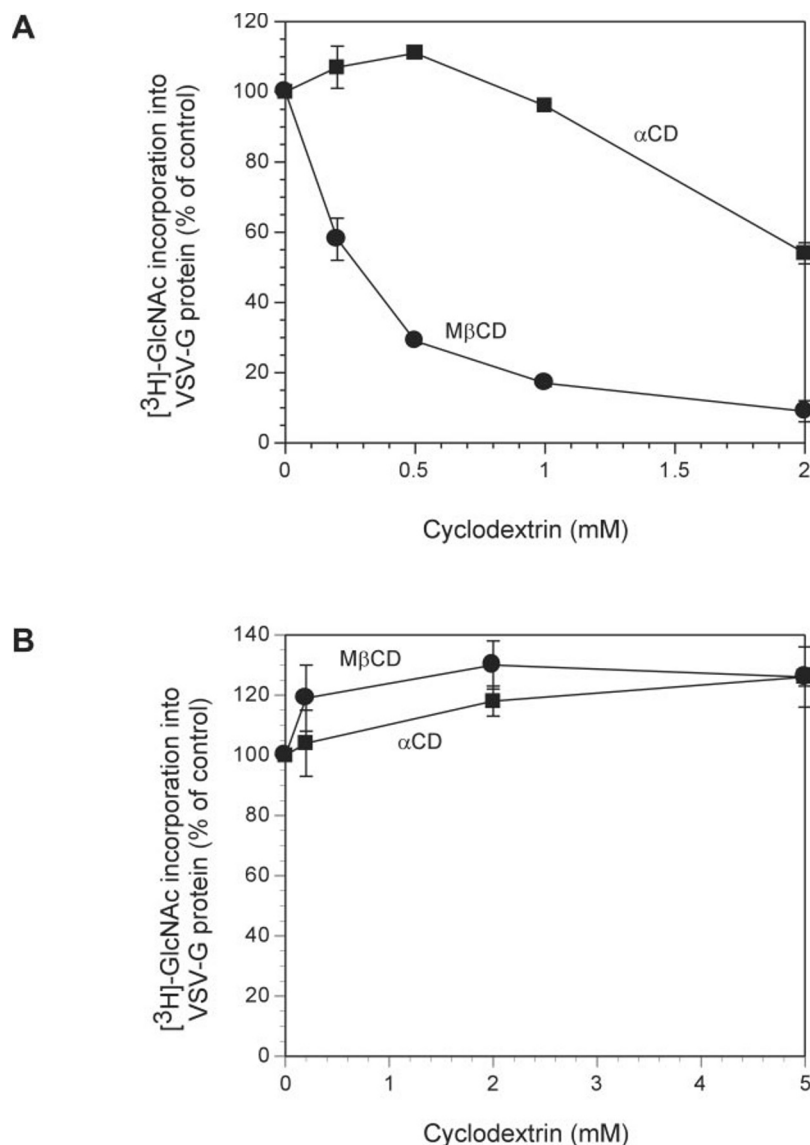 A
120
100
80
60
40
20
0
[³H]-GlcNAc incorporation into
VSV-G protein (% of control)
αCD
MβCD
0 0.5 1 1.5 2
Cyclodextrin (mM)
B
140
120
100
80
60
40
20
0
[³H]-GlcNAc incorporation into
VSV-G protein (% of control)
MβCD
αCD
0 1 2 3 4 5
Cyclodextrin (mM)